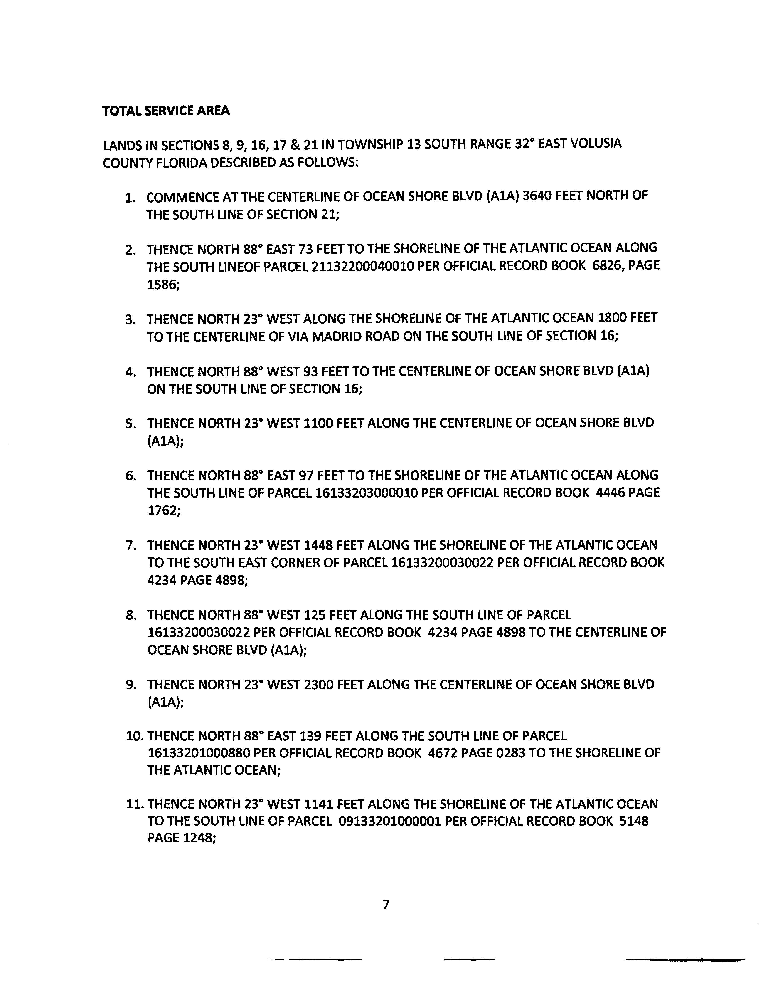 TOTAL SERVICE AREA
LANDS IN SECTIONS 8, 9, 16, 17 & 21 IN TOWNSHIP 13 SOUTH RANGE 32° EAST VOLUSIA
COUNTY FLORIDA DESCRIBED AS FOLLOWS:
1. COMMENCE AT THE CENTERLINE OF OCEAN SHORE BLVD (A1A) 3640 FEET NORTH OF
THE SOUTH LINE OF SECTION 21;
2. THENCE NORTH 88° EAST 73 FEET TO THE SHORELINE OF THE ATLANTIC OCEAN ALONG
THE SOUTH LINEOF PARCEL 21132200040010 PER OFFICIAL RECORD BOOK 6826, PAGE
1586;
3. THENCE NORTH 23° WEST ALONG THE SHORELINE OF THE ATLANTIC OCEAN 1800 FEET
TO THE CENTERLINE OF VIA MADRID ROAD ON THE SOUTH LINE OF SECTION 16;
4. THENCE NORTH 88° WEST 93 FEET TO THE CENTERLINE OF OCEAN SHORE BLVD (A1A)
ON THE SOUTH LINE OF SECTION 16;
5. THENCE NORTH 23° WEST 1100 FEET ALONG THE CENTERLINE OF OCEAN SHORE BLVD
(A1A);
6. THENCE NORTH 88° EAST 97 FEET TO THE SHORELINE OF THE ATLANTIC OCEAN ALONG
THE SOUTH LINE OF PARCEL 16133203000010 PER OFFICIAL RECORD BOOK 4446 PAGE
1762;
7. THENCE NORTH 23° WEST 1448 FEET ALONG THE SHORELINE OF THE ATLANTIC OCEAN
TO THE SOUTH EAST CORNER OF PARCEL 16133200030022 PER OFFICIAL RECORD BOOK
4234 PAGE 4898;
8. THENCE NORTH 88° WEST 125 FEET ALONG THE SOUTH LINE OF PARCEL
16133200030022 PER OFFICIAL RECORD BOOK 4234 PAGE 4898 TO THE CENTERLINE OF
OCEAN SHORE BLVD (A1A);
9. THENCE NORTH 23° WEST 2300 FEET ALONG THE CENTERLINE OF OCEAN SHORE BLVD
(A1A);
10. THENCE NORTH 88° EAST 139 FEET ALONG THE SOUTH LINE OF PARCEL
16133201000880 PER OFFICIAL RECORD BOOK 4672 PAGE 0283 TO THE SHORELINE OF
THE ATLANTIC OCEAN;
11. THENCE NORTH 23° WEST 1141 FEET ALONG THE SHORELINE OF THE ATLANTIC OCEAN
TO THE SOUTH LINE OF PARCEL 09133201000001 PER OFFICIAL RECORD BOOK 5148
PAGE 1248;
7